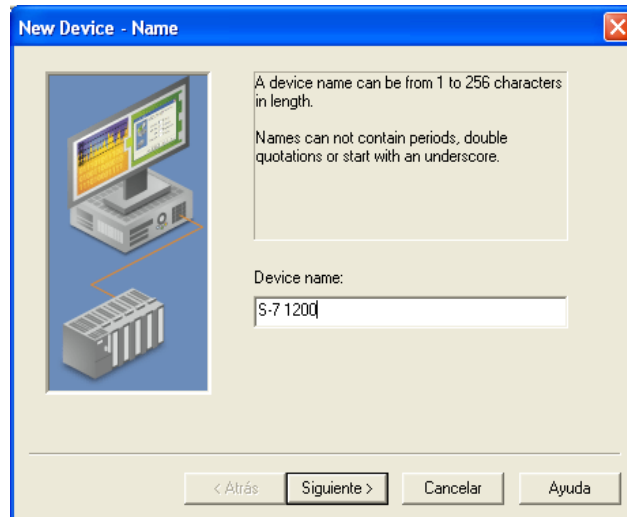 New Device - Name
A device name can be from 1 to 256 characters
in length.
Names can not contain periods, double
quotations or start with an underscore.
Device name:
S-7 1200
< Atrás
Siguiente >
Cancelar
Ayuda